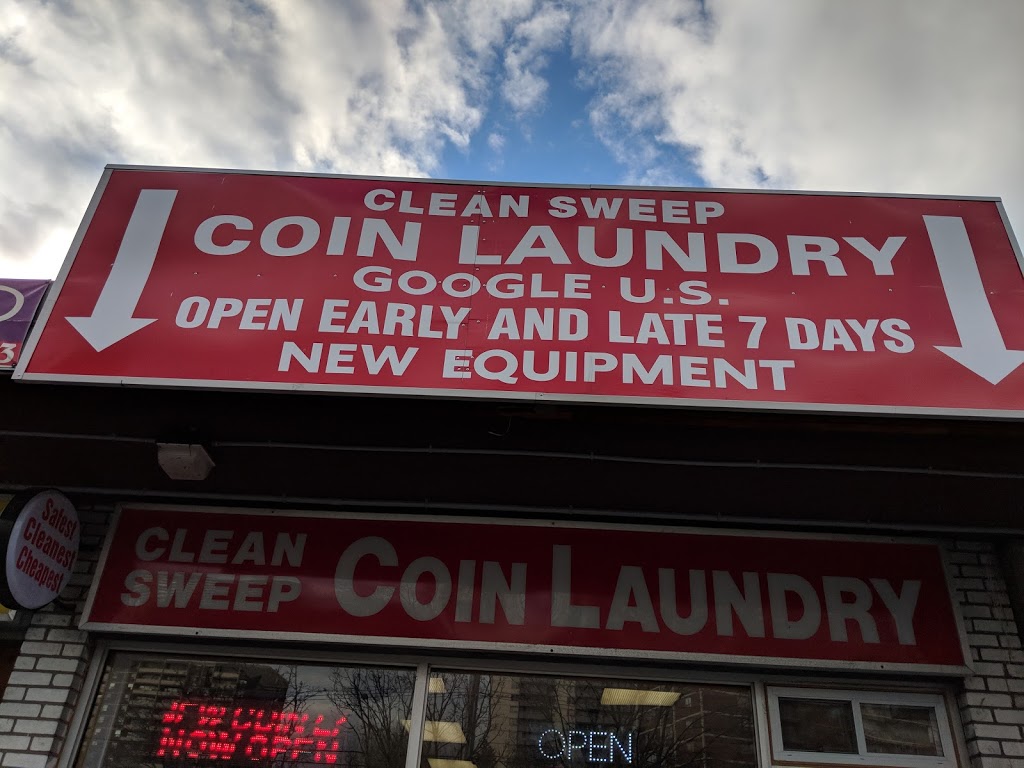 CLEAN SWEEP
COIN LAUNDRY
GOOGLE U.S.
OPEN EARLY AND LATE 7 DAYS
NEW EQUIPMENT
3
Safest
Cleanest
Cheapest
CLEAN
SWEEP
COIN LAUNDRY
NOW OPEN
OPEN